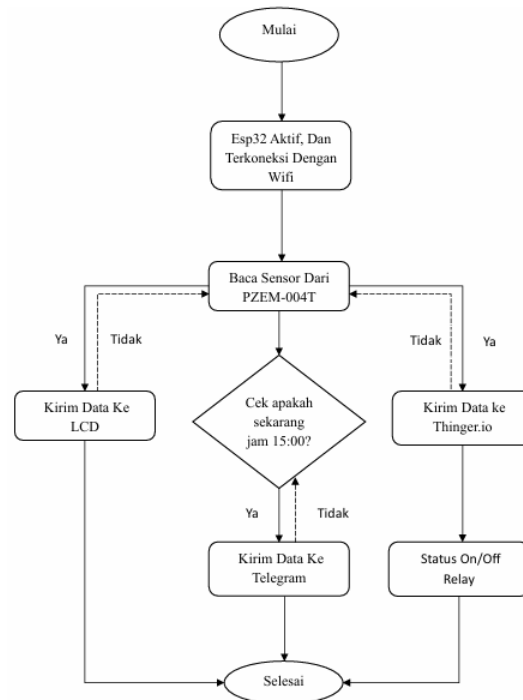 Mulai
Esp32 Aktif, Dan
Terkoneksi Dengan
Wifi
Baca Sensor Dari
PZEM-004T
Ya
Tidak
Tidak
Ya
Kirim Data Ke
LCD
Cek apakah
sekarang
jam 15:00?
Kirim Data ke
Thinger.io
Ya
Tidak
Kirim Data Ke
Telegram
Status On/Off
Relay
Selesai